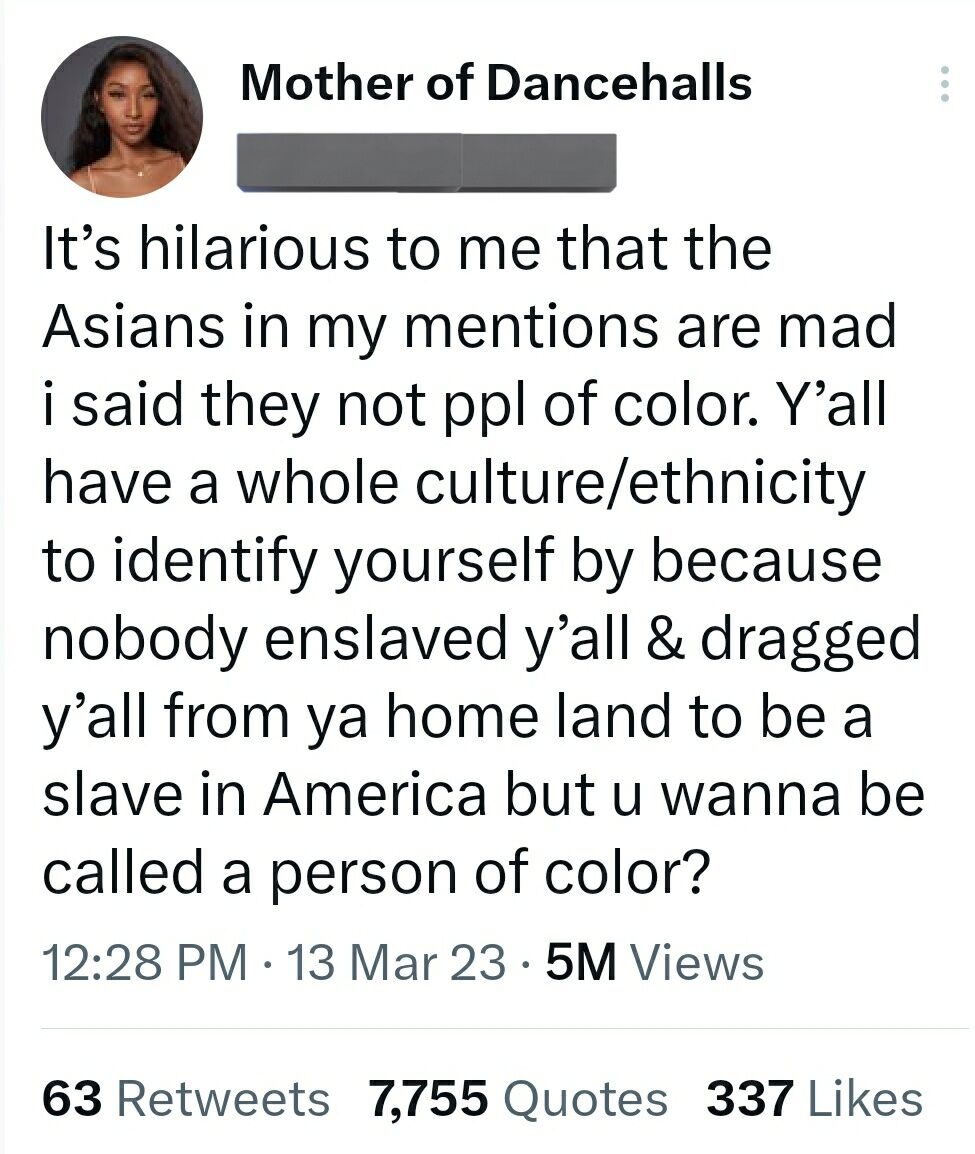 Mother of Dancehalls
It’s hilarious to me that the
Asians in my mentions are mad
i said they not ppl of color. Y’all
have a whole culture/ethnicity
to identify yourself by because
nobody enslaved y’all & dragged
y’all from ya home land to be a
slave in America but u wanna be
called a person of color?
12:28 PM · 13 Mar 23 · 5M Views
63 Retweets 7,755 Quotes 337 Likes